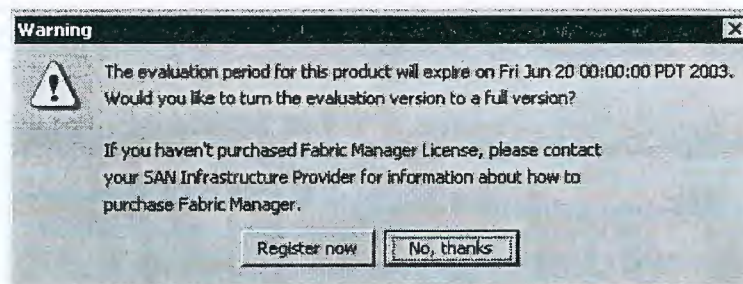 Warning
The evaluation period for this product will expire on Fri Jun 20 00:00:00 PDT 2003.
Would you like to turn the evaluation version to a full version?
If you haven't purchased Fabric Manager License, please contact
your SAN Infrastructure Provider for information about how to
purchase Fabric Manager.
Register now
No, thanks